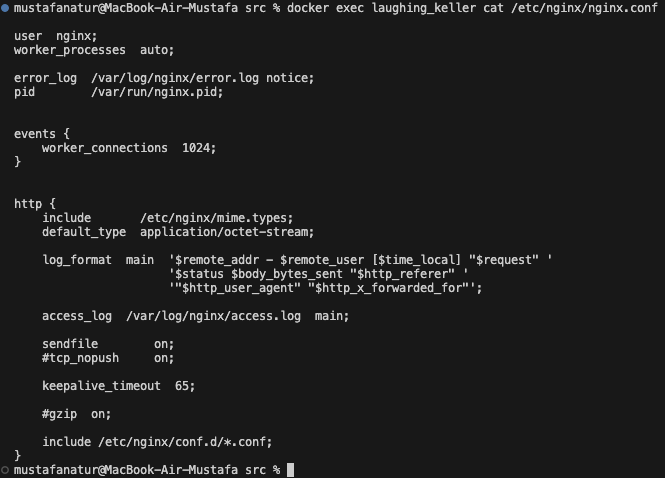 mustafanatur@MacBook-Air-Mustafa src % docker exec laughing_keller cat /etc/nginx/nginx.conf
user  nginx;
worker_processes  auto;
error_log  /var/log/nginx/error.log notice;
pid        /var/run/nginx.pid;
events {
    worker_connections  1024;
}
http {
    include       /etc/nginx/mime.types;
    default_type  application/octet-stream;
    log_format  main  '$remote_addr - $remote_user [$time_local] "$request" '
                      '$status $body_bytes_sent "$http_referer" '
                      '"$http_user_agent" "$http_x_forwarded_for"';
    access_log  /var/log/nginx/access.log  main;
    sendfile        on;
    #tcp_nopush     on;
    keepalive_timeout  65;
    #gzip  on;
    include /etc/nginx/conf.d/*.conf;
}
mustafanatur@MacBook-Air-Mustafa src %